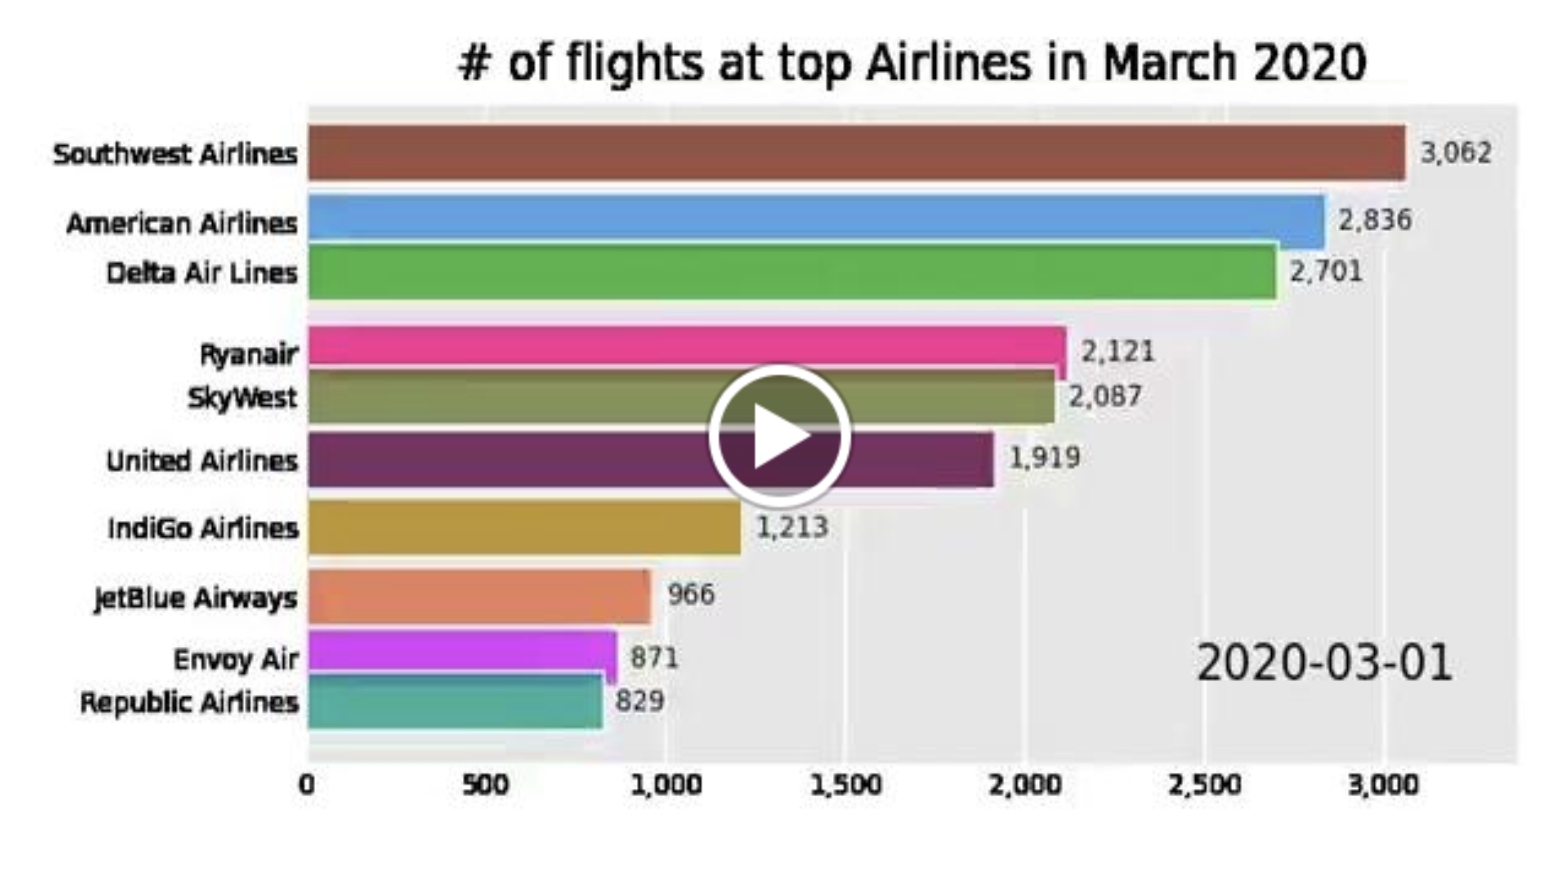 # of flights at top Airlines in March 2020
Southwest Airlines 3,062
American Airlines 2,836
Delta Air Lines 2,701
Ryanair 2,121
SkyWest 2,087
United Airlines 1,919
IndiGo Airlines 1,213
JetBlue Airways 966
Envoy Air 871
2020-03-01
Republic Airlines 829
0 500 1,000 1,500 2,000 2,500 3,000